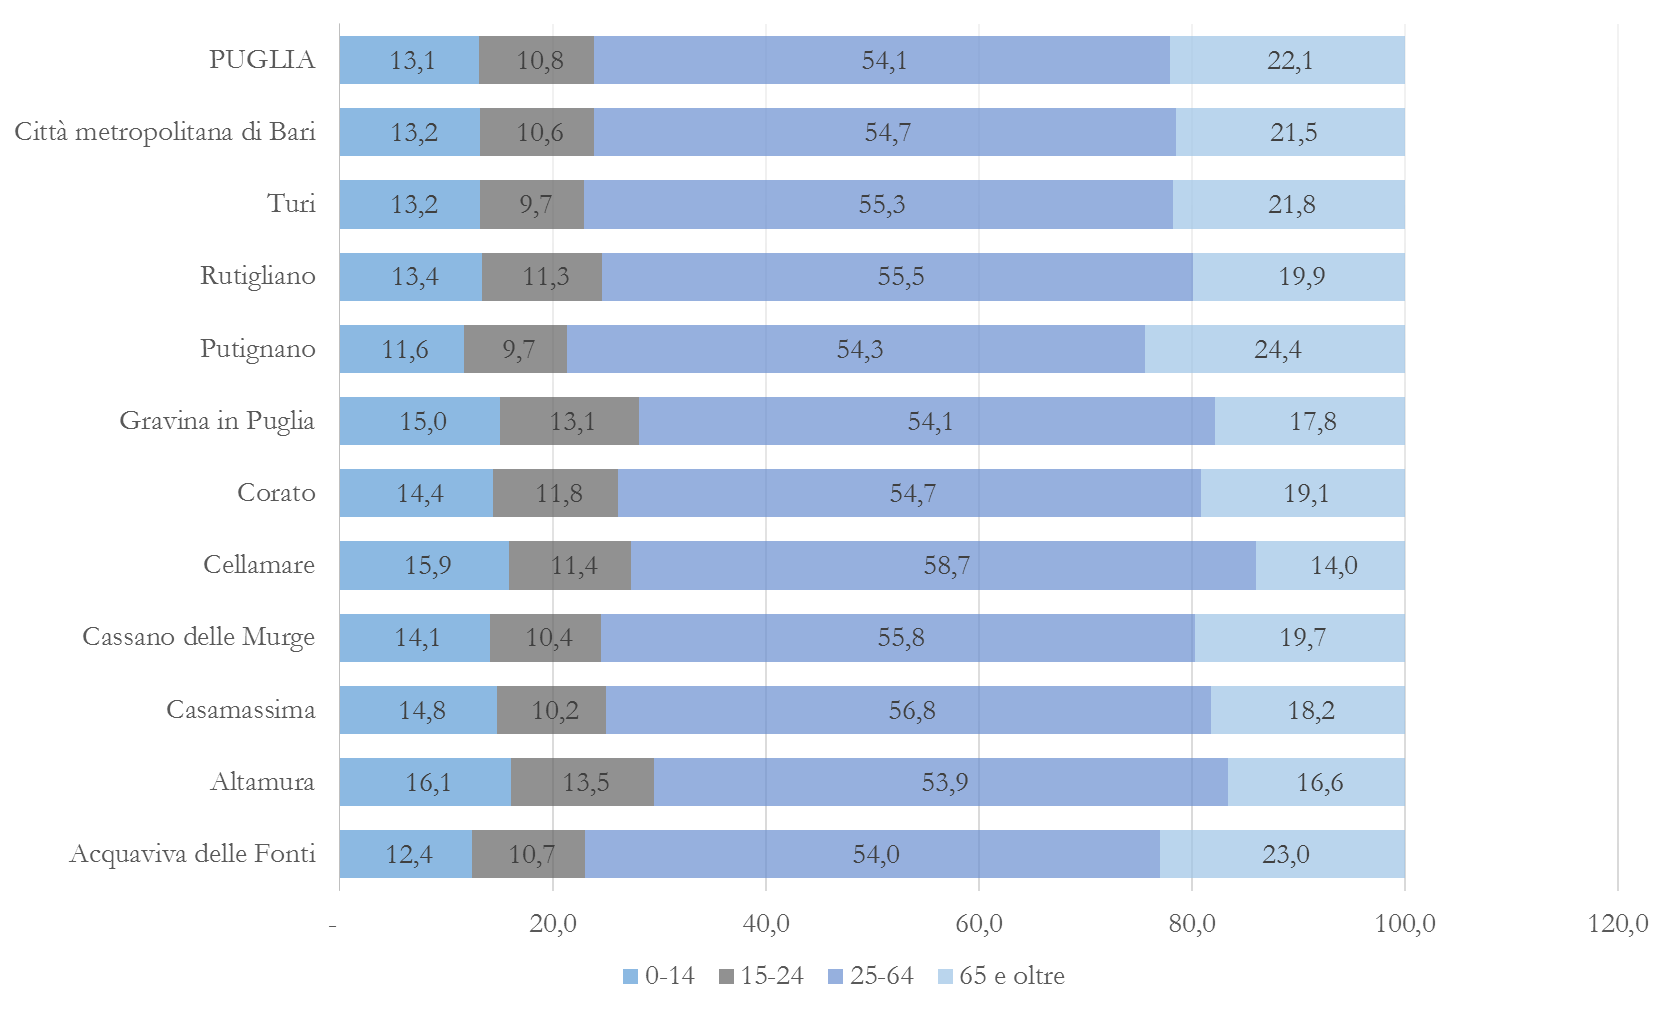 PUGLIA 13,1 10,8 54,1 22,1
Città metropolitana di Bari 13,2 10,6 54,7 21,5
Turi 13,2 9,7 55,3 21,8
Rutigliano 13,4 11,3 55,5 19,9
Putignano 11,6 9,7 54,3 24,4
Gravina in Puglia 15,0 13,1 54,1 17,8
Corato 14,4 11,8 54,7 19,1
Cellamare 15,9 11,4 58,7 14,0
Cassano delle Murge 14,1 10,4 55,8 19,7
Casamassima 14,8 10,2 56,8 18,2
Altamura 16,1 13,5 53,9 16,6
Acquaviva delle Fonti 12,4 10,7 54,0 23,0
- 20,0 40,0 60,0 80,0 100,0 120,0
0-14 15-24 25-64 65 e oltre